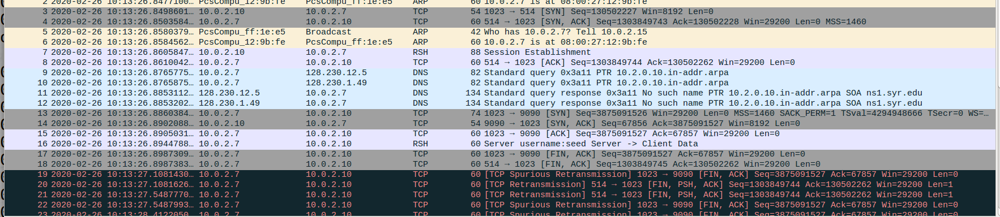 2 2020-02-26 10:13:26.8477100… PcsCompu_12:9b:fe PcsCompu_ff:1e:e5 ARP 60 10.0.2.7 is at 08:00:27:12:9b:fe
3 2020-02-26 10:13:26.8498601… 10.0.2.10 10.0.2.7 TCP 54 1023 → 514 [SYN] Seq=130502227 Win=8192 Len=0
4 2020-02-26 10:13:26.8503584… 10.0.2.7 10.0.2.10 TCP 60 514 → 1023 [SYN, ACK] Seq=1303849743 Ack=130502228 Win=29200 Len=0 MSS=1460
5 2020-02-26 10:13:26.8580379… PcsCompu_ff:1e:e5 Broadcast ARP 42 Who has 10.0.2.7? Tell 10.0.2.15
6 2020-02-26 10:13:26.8584562… PcsCompu_12:9b:fe PcsCompu_ff:1e:e5 ARP 60 10.0.2.7 is at 08:00:27:12:9b:fe
7 2020-02-26 10:13:26.8605847… 10.0.2.10 10.0.2.7 RSH 88 Session Establishment
8 2020-02-26 10:13:26.8610042… 10.0.2.7 10.0.2.10 TCP 60 514 → 1023 [ACK] Seq=1303849744 Ack=130502262 Win=29200 Len=0
9 2020-02-26 10:13:26.8765775… 10.0.2.7 128.230.12.5 DNS 82 Standard query 0x3a11 PTR 10.2.0.10.in-addr.arpa
10 2020-02-26 10:13:26.8765875… 10.0.2.7 128.230.1.49 DNS 82 Standard query 0x3a11 PTR 10.2.0.10.in-addr.arpa
11 2020-02-26 10:13:26.8853112… 128.230.12.5 10.0.2.7 DNS 134 Standard query response 0x3a11 No such name PTR 10.2.0.10.in-addr.arpa SOA ns1.syr.edu
12 2020-02-26 10:13:26.8853202… 128.230.1.49 10.0.2.7 DNS 134 Standard query response 0x3a11 No such name PTR 10.2.0.10.in-addr.arpa SOA ns1.syr.edu
13 2020-02-26 10:13:26.8860384… 10.0.2.7 10.0.2.10 TCP 74 1023 → 9090 [SYN] Seq=3875091526 Win=29200 Len=0 MSS=1460 SACK_PERM=1 TSval=4294948666 TSecr=0 WS=…
14 2020-02-26 10:13:26.8902088… 10.0.2.10 10.0.2.7 TCP 54 9090 → 1023 [SYN, ACK] Seq=67856 Ack=3875091527 Win=8192 Len=0
15 2020-02-26 10:13:26.8905031… 10.0.2.7 10.0.2.10 TCP 60 1023 → 9090 [ACK] Seq=3875091527 Ack=67857 Win=29200 Len=0
16 2020-02-26 10:13:26.8944788… 10.0.2.7 10.0.2.10 RSH 60 Server username:seed Server -> Client Data
17 2020-02-26 10:13:26.8987309… 10.0.2.7 10.0.2.10 TCP 60 1023 → 9090 [FIN, ACK] Seq=3875091527 Ack=67857 Win=29200 Len=0
18 2020-02-26 10:13:26.8987383… 10.0.2.7 10.0.2.10 TCP 60 514 → 1023 [FIN, ACK] Seq=1303849745 Ack=130502262 Win=29200 Len=0
19 2020-02-26 10:13:27.1081430… 10.0.2.7 10.0.2.10 TCP 60 [TCP Spurious Retransmission] 1023 → 9090 [FIN, ACK] Seq=3875091527 Ack=67857 Win=29200 Len=0
20 2020-02-26 10:13:27.1081626… 10.0.2.7 10.0.2.10 TCP 60 [TCP Retransmission] 514 → 1023 [FIN, PSH, ACK] Seq=1303849744 Ack=130502262 Win=29200 Len=1
21 2020-02-26 10:13:27.5487770… 10.0.2.7 10.0.2.10 TCP 60 [TCP Retransmission] 514 → 1023 [FIN, PSH, ACK] Seq=1303849744 Ack=130502262 Win=29200 Len=1
22 2020-02-26 10:13:27.5487993… 10.0.2.7 10.0.2.10 TCP 60 [TCP Spurious Retransmission] 1023 → 9090 [FIN, ACK] Seq=3875091527 Ack=67857 Win=29200 Len=0
23 2020-02-26 10:13:28.4122050… 10.0.2.7 10.0.2.10 TCP 60